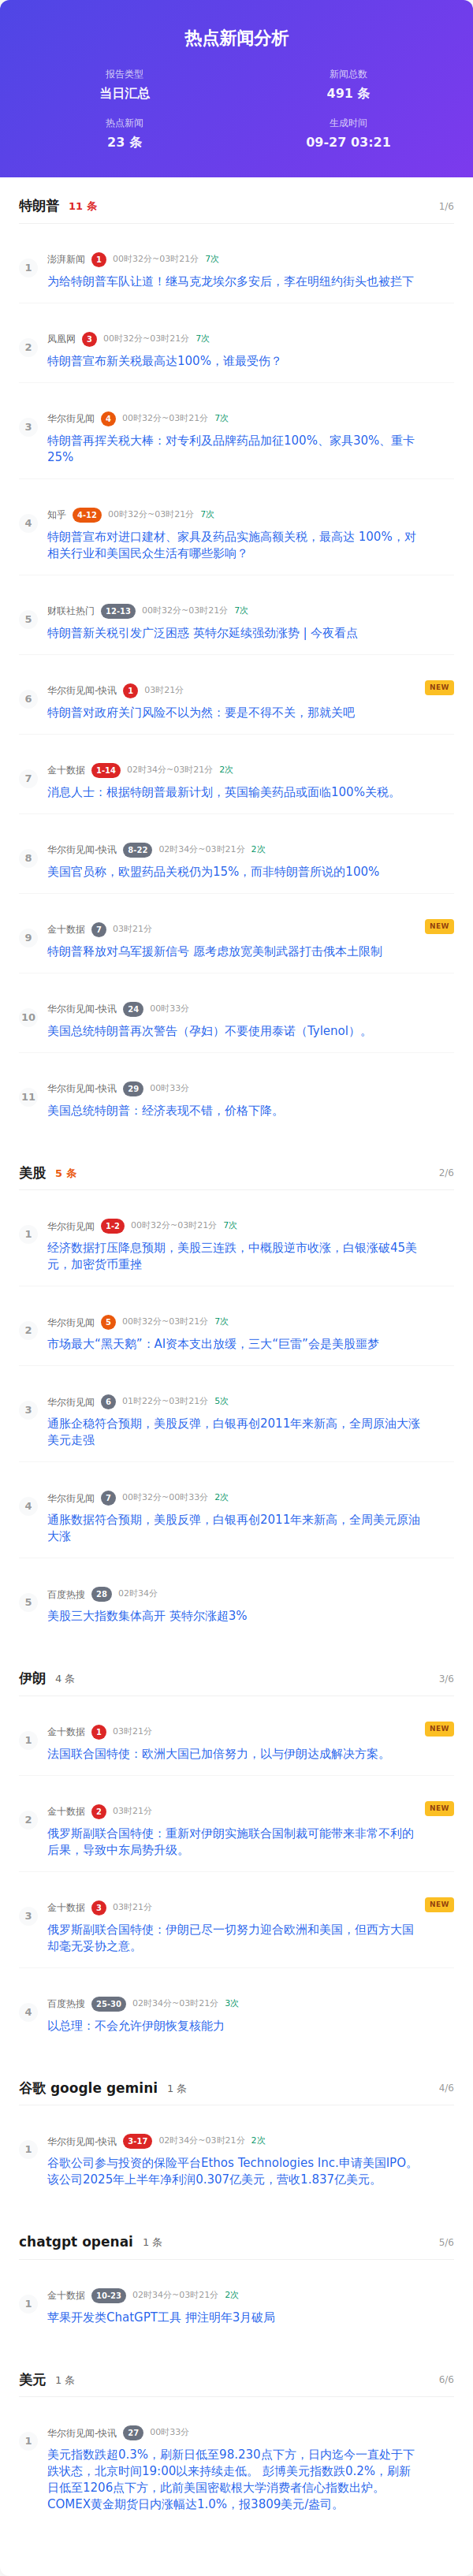 热点新闻分析
报告类型
新闻总数
当日汇总
491 条
热点新闻
生成时间
23 条
09-27 03:21
特朗普 11 条 1/6
1
澎湃新闻 1 00时32分~03时21分 7次
为给特朗普车队让道！继马克龙埃尔多安后，李在明纽约街头也被拦下
2
凤凰网 3 00时32分~03时21分 7次
特朗普宣布新关税最高达100%，谁最受伤？
3
华尔街见闻 4 00时32分~03时21分 7次
特朗普再挥关税大棒：对专利及品牌药品加征100%、家具30%、重卡
25%
4
知乎 4-12 00时32分~03时21分 7次
特朗普宣布对进口建材、家具及药品实施高额关税，最高达 100%，对
相关行业和美国民众生活有哪些影响？
5
财联社热门 12-13 00时32分~03时21分 7次
特朗普新关税引发广泛困惑 英特尔延续强劲涨势 | 今夜看点
6
华尔街见闻-快讯 1 03时21分 NEW
特朗普对政府关门风险不以为然：要是不得不关，那就关吧
7
金十数据 1-14 02时34分~03时21分 2次
消息人士：根据特朗普最新计划，英国输美药品或面临100%关税。
8
华尔街见闻-快讯 8-22 02时34分~03时21分 2次
美国官员称，欧盟药品关税仍为15%，而非特朗普所说的100%
9
金十数据 7 03时21分 NEW
特朗普释放对乌军援新信号 愿考虑放宽美制武器打击俄本土限制
10
华尔街见闻-快讯 24 00时33分
美国总统特朗普再次警告（孕妇）不要使用泰诺（Tylenol）。
11
华尔街见闻-快讯 29 00时33分
美国总统特朗普：经济表现不错，价格下降。
美股 5 条 2/6
1
华尔街见闻 1-2 00时32分~03时21分 7次
经济数据打压降息预期，美股三连跌，中概股逆市收涨，白银涨破45美
元，加密货币重挫
2
华尔街见闻 5 00时32分~03时21分 7次
市场最大“黑天鹅”：AI资本支出放缓，三大“巨雷”会是美股噩梦
3
华尔街见闻 6 01时22分~03时21分 5次
通胀企稳符合预期，美股反弹，白银再创2011年来新高，全周原油大涨
美元走强
4
华尔街见闻 7 00时32分~00时33分 2次
通胀数据符合预期，美股反弹，白银再创2011年来新高，全周美元原油
大涨
5
百度热搜 28 02时34分
美股三大指数集体高开 英特尔涨超3%
伊朗 4 条 3/6
1
金十数据 1 03时21分 NEW
法国联合国特使：欧洲大国已加倍努力，以与伊朗达成解决方案。
2
金十数据 2 03时21分 NEW
俄罗斯副联合国特使：重新对伊朗实施联合国制裁可能带来非常不利的
后果，导致中东局势升级。
3
金十数据 3 03时21分 NEW
俄罗斯副联合国特使：伊朗已尽一切努力迎合欧洲和美国，但西方大国
却毫无妥协之意。
4
百度热搜 25-30 02时34分~03时21分 3次
以总理：不会允许伊朗恢复核能力
谷歌 google gemini 1 条 4/6
1
华尔街见闻-快讯 3-17 02时34分~03时21分 2次
谷歌公司参与投资的保险平台Ethos Technologies Inc.申请美国IPO。
该公司2025年上半年净利润0.307亿美元，营收1.837亿美元。
chatgpt openai 1 条 5/6
1
金十数据 10-23 02时34分~03时21分 2次
苹果开发类ChatGPT工具 押注明年3月破局
美元 1 条 6/6
1
华尔街见闻-快讯 27 00时33分
美元指数跌超0.3%，刷新日低至98.230点下方，日内迄今一直处于下
跌状态，北京时间19:00以来持续走低。 彭博美元指数跌0.2%，刷新
日低至1206点下方，此前美国密歇根大学消费者信心指数出炉。
COMEX黄金期货日内涨幅达1.0%，报3809美元/盎司。